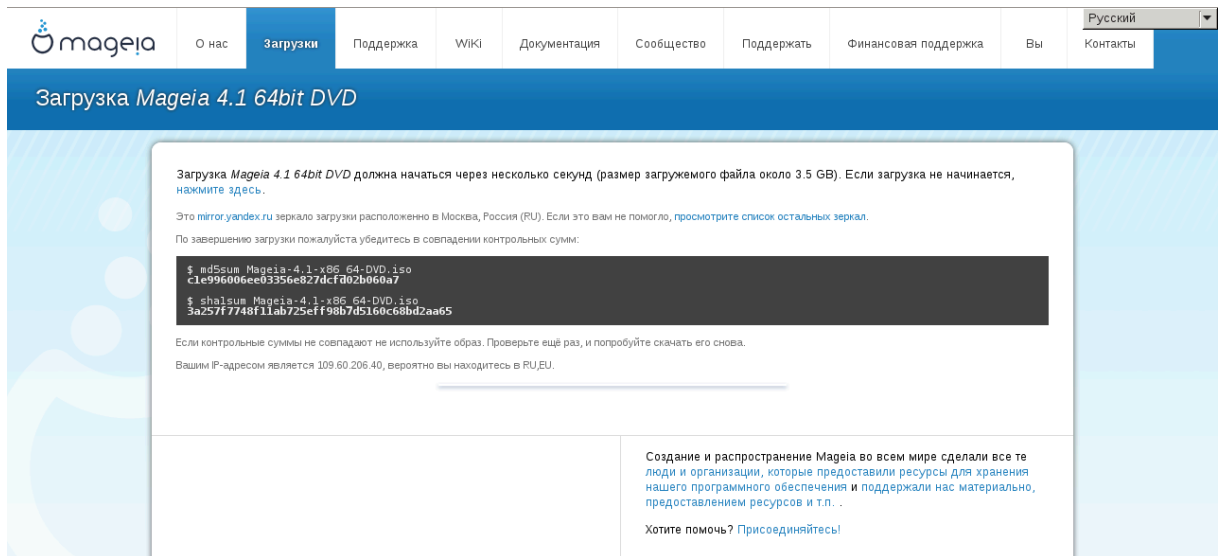 Русский
mageia
О нас
Загрузки
Поддержка
WiKi
Документация
Сообщество
Поддержать
Финансовая поддержка
Вы
Контакты
Загрузка Mageia 4.1 64bit DVD
Загрузка Mageia 4.1 64bit DVD должна начаться через несколько секунд (размер загружемого файла около 3.5 GB). Если загрузка не начинается,
нажмите здесь.
Это mirror.yandex.ru зеркало загрузки расположенно в Москва, Россия (RU). Если это вам не помогло, просмотрите список остальных зеркал.
По завершению загрузки пожалуйста убедитесь в совпадении контрольных сумм:
$ md5sum Mageia-4.1-x86_64-DVD.iso
c1e996006ee03356e827dcfd02b060a7
$ sha1sum Mageia-4.1-x86_64-DVD.iso
3a257f7748f11ab725eff98b7d5160c68bd2aa65
Если контрольные суммы не совпадают не используйте образ. Проверьте ещё раз, и попробуйте скачать его снова.
Вашим IP-адресом является 109.60.206.40, вероятно вы находитесь в RU,EU.
Создание и распространение Mageia во всем мире сделали все те
люди и организации, которые предоставили ресурсы для хранения
нашего программного обеспечения и поддержали нас материально,
предоставлением ресурсов и т.п. .
Хотите помочь? Присоединяйтесь!